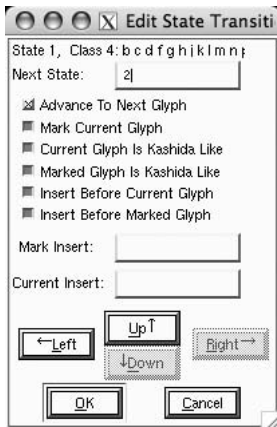 X Edit State Transiti
State 1, Class 4: b c d f g h j k l m n p
Next State: 2
Advance To Next Glyph
Mark Current Glyph
Current Glyph Is Kashida Like
Marked Glyph Is Kashida Like
Insert Before Current Glyph
Insert Before Marked Glyph
Mark Insert:
Current Insert:
Up↑
←Left
Right→
↓Down
OK
Cancel